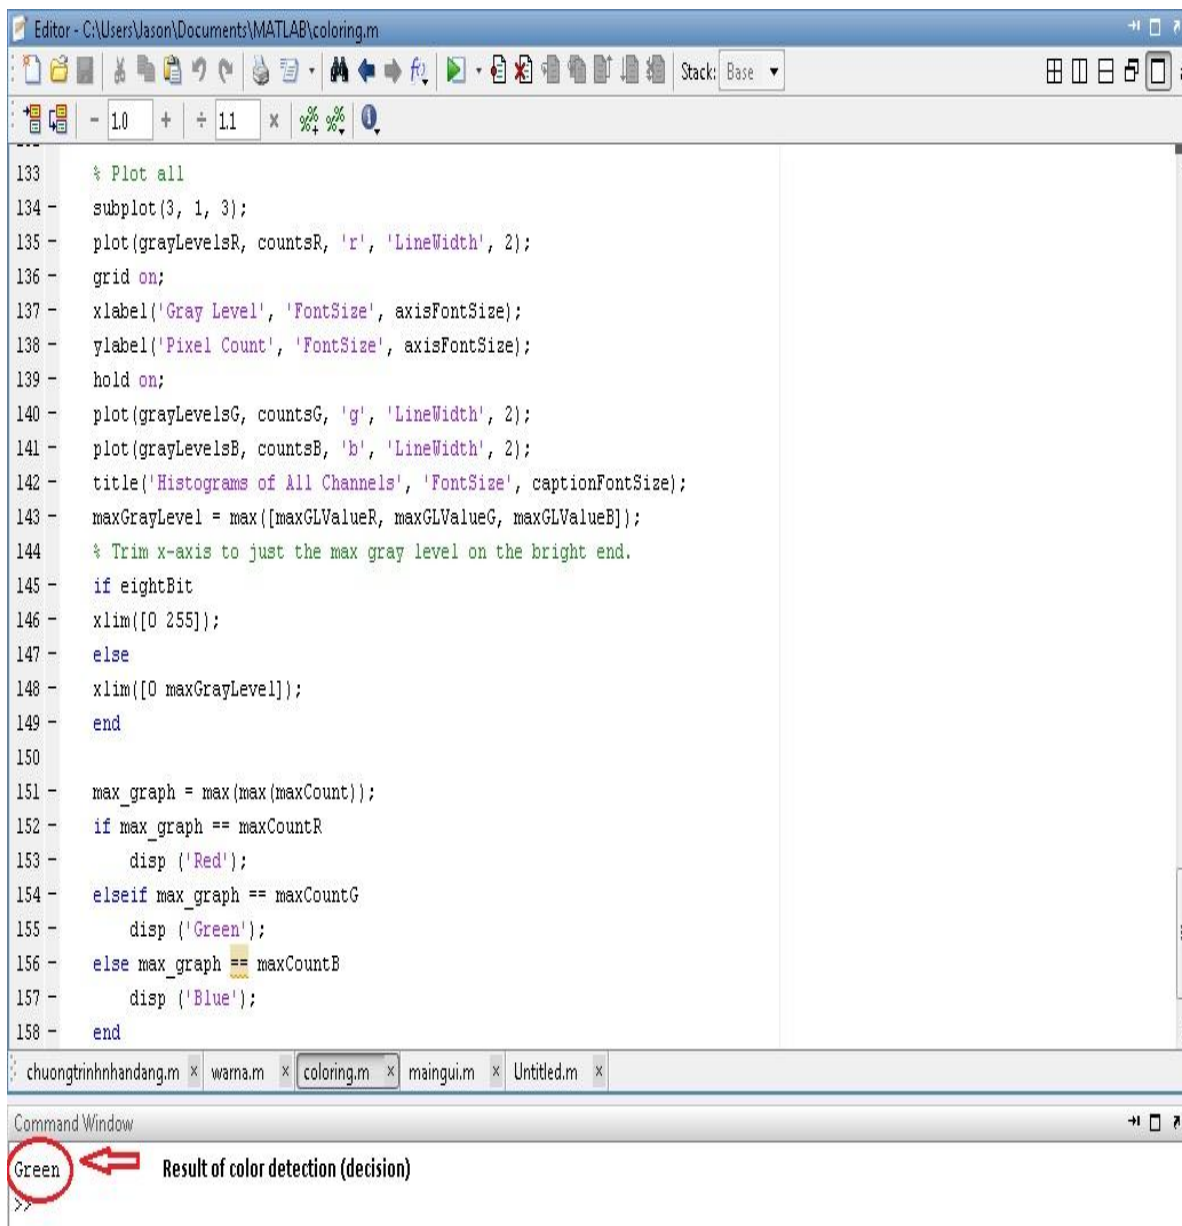 Editor - C:\Users\Jason\Documents\MATLAB\coloring.m
Stack: Base
- 1.0 + ÷ 1.1 ×
133 % Plot all
134 - subplot(3, 1, 3);
135 - plot(grayLevelsR, countsR, 'r', 'LineWidth', 2);
136 - grid on;
137 - xlabel('Gray Level', 'FontSize', axisFontSize);
138 - ylabel('Pixel Count', 'FontSize', axisFontSize);
139 - hold on;
140 - plot(grayLevelsG, countsG, 'g', 'LineWidth', 2);
141 - plot(grayLevelsB, countsB, 'b', 'LineWidth', 2);
142 - title('Histograms of All Channels', 'FontSize', captionFontSize);
143 - maxGrayLevel = max([maxGLValueR, maxGLValueG, maxGLValueB]);
144 % Trim x-axis to just the max gray level on the bright end.
145 - if eightBit
146 - xlim([0 255]);
147 - else
148 - xlim([0 maxGrayLevel]);
149 - end
150
151 - max_graph = max(max(maxCount));
152 - if max_graph == maxCountR
153 - disp ('Red');
154 - elseif max_graph == maxCountG
155 - disp ('Green');
156 - else max_graph == maxCountB
157 - disp ('Blue');
158 - end
chuongtrinhnhandang.m × warna.m × coloring.m × maingui.m × Untitled.m ×
Command Window
Green Result of color detection (decision)
>>